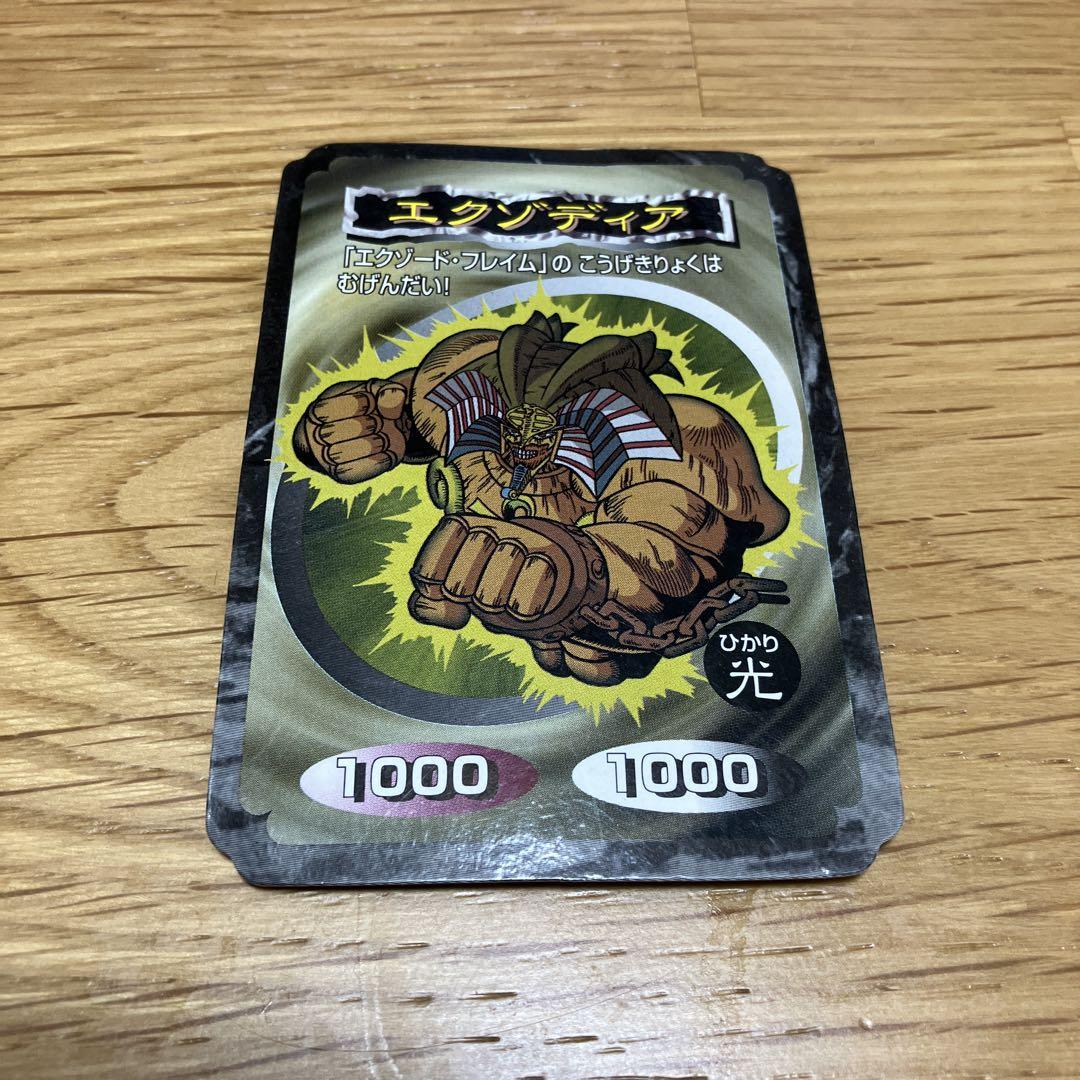 エクゾディア
「エクゾード・フレイム」の こうげきりょくは
むげんだい!
ひかり
光
1000
1000